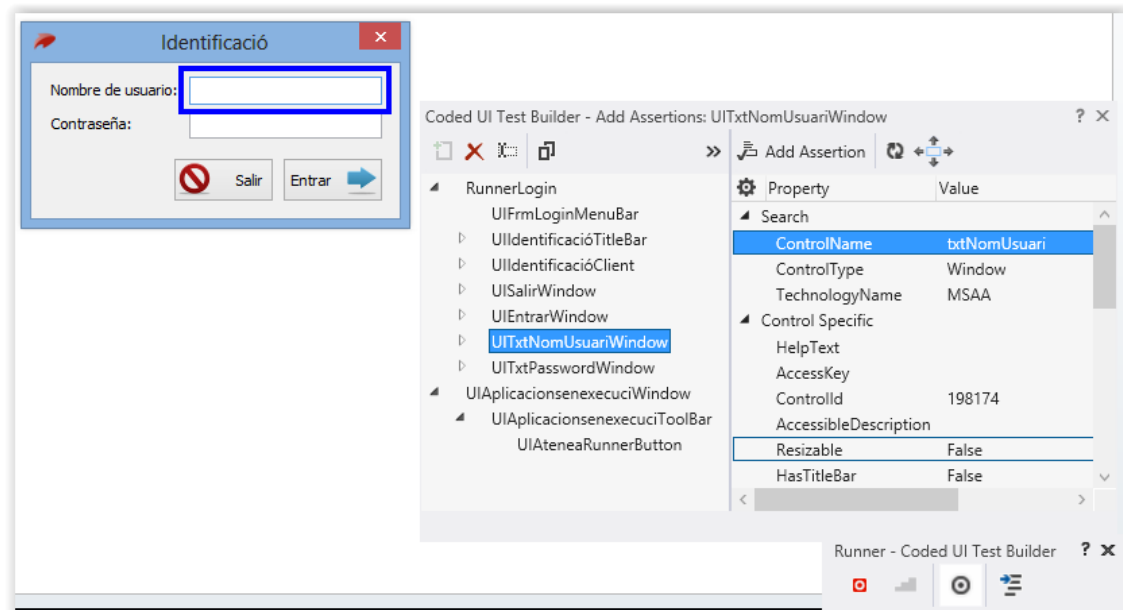 Identificació
Nombre de usuario:
Contraseña:
Salir
Entrar
Coded UI Test Builder - Add Assertions: UITxtNomUsuariWindow
Add Assertion
RunnerLogin
UIFrmLoginMenuBar
UIIdentificacióTitleBar
UIIdentificacióClient
UISalirWindow
UIEntrarWindow
UITxtNomUsuariWindow
UITxtPasswordWindow
UIAplicacionsenexecuciWindow
UIAplicacionsenexecuciToolBar
UIAteneaRunnerButton
Property Value
Search
ControlName txtNomUsuari
ControlType Window
TechnologyName MSAA
Control Specific
HelpText
AccessKey
ControlId 198174
AccessibleDescription
Resizable False
HasTitleBar False
Runner - Coded UI Test Builder